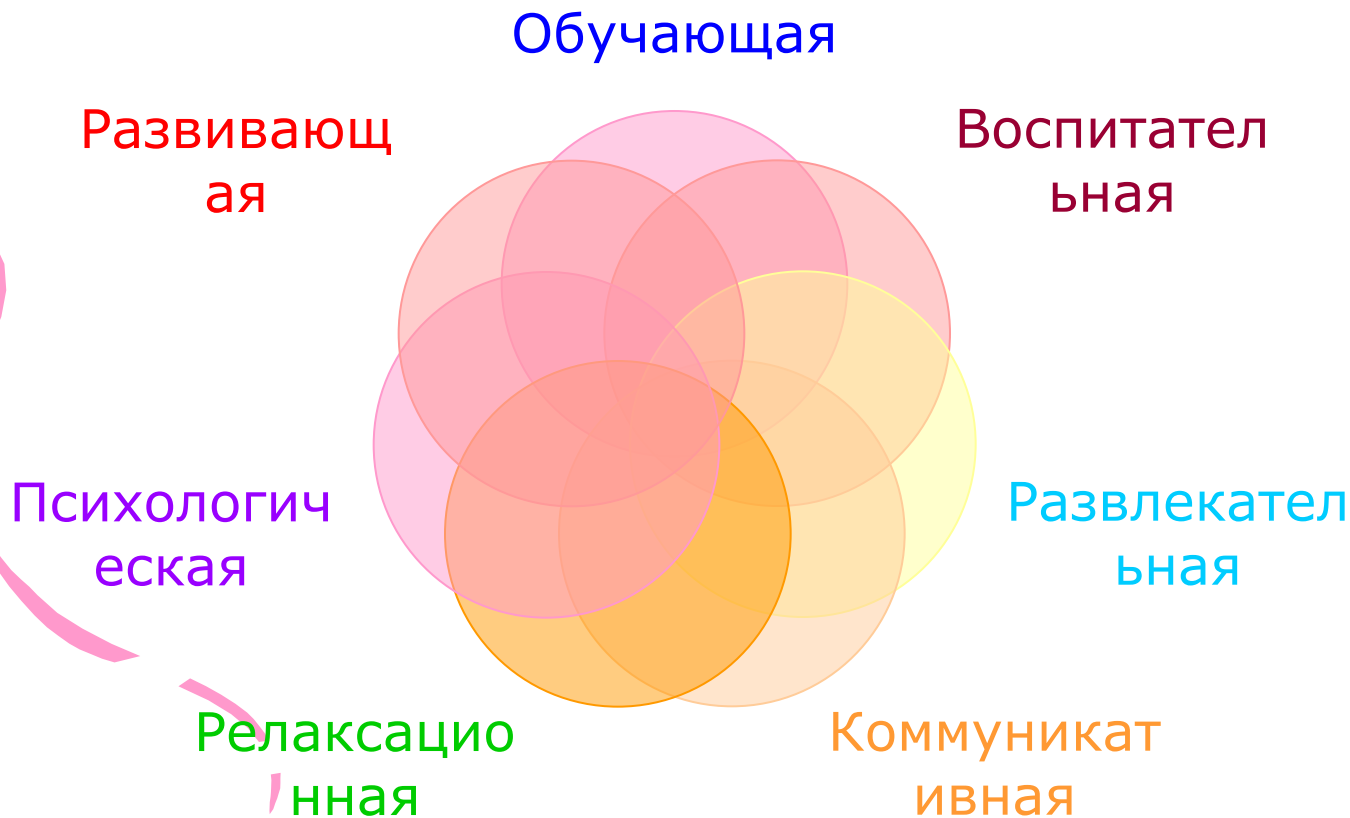 Обучающая
Развивающ
ая
Воспитател
ьная
Психологич
еская
Развлекател
ьная
Релаксацио
нная
Коммуникат
ивная